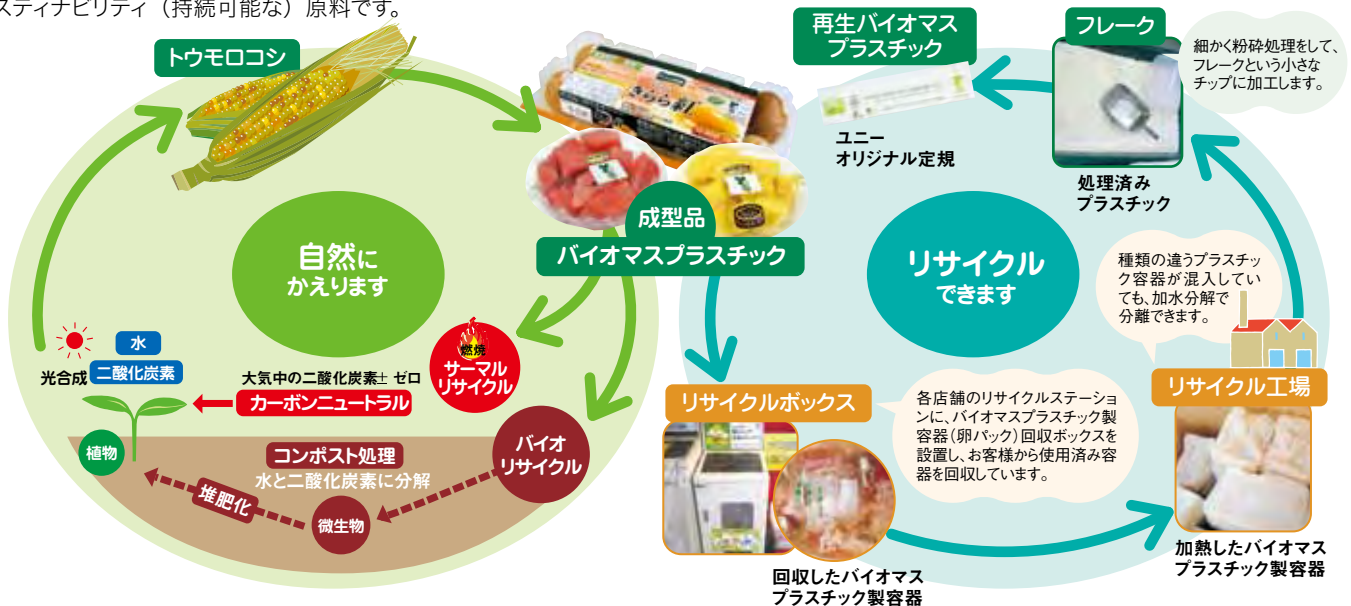 スティナビリティ（持続可能な）原料です。
トウモロコシ
自然に
かえります
成型品
バイオマスプラスチック
燃焼
サーマル
リサイクル
バイオ
リサイクル
水
二酸化炭素
光合成
大気中の二酸化炭素± ゼロ
カーボンニュートラル
植物
コンポスト処理
水と二酸化炭素に分解
堆肥化
微生物
再生バイオマス
プラスチック
ユニー
オリジナル定規
フレーク
細かく粉砕処理をして、
フレークという小さな
チップに加工します。
処理済み
プラスチック
リサイクル
できます
種類の違うプラスチッ
ク容器が混入してい
ても、加水分解で
分離できます。
リサイクル工場
加熱したバイオマス
プラスチック製容器
リサイクルボックス
各店舗のリサイクルステーショ
ンに、バイオマスプラスチック製
容器（卵パック）回収ボックスを
設置し、お客様から使用済み容
器を回収しています。
回収したバイオマス
プラスチック製容器